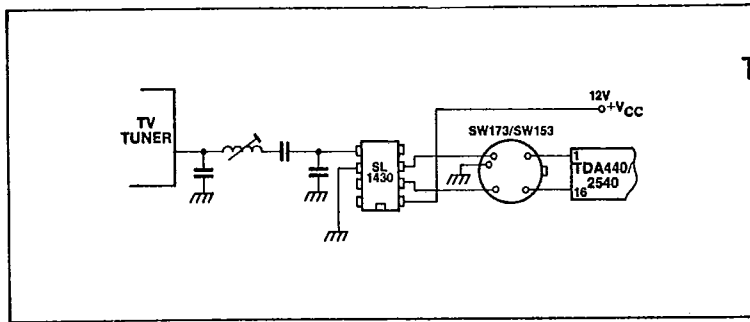 T
12V
+VCC
TV
TUNER
SW173/SW153
SL
1430
1
TDA440/
2540
16